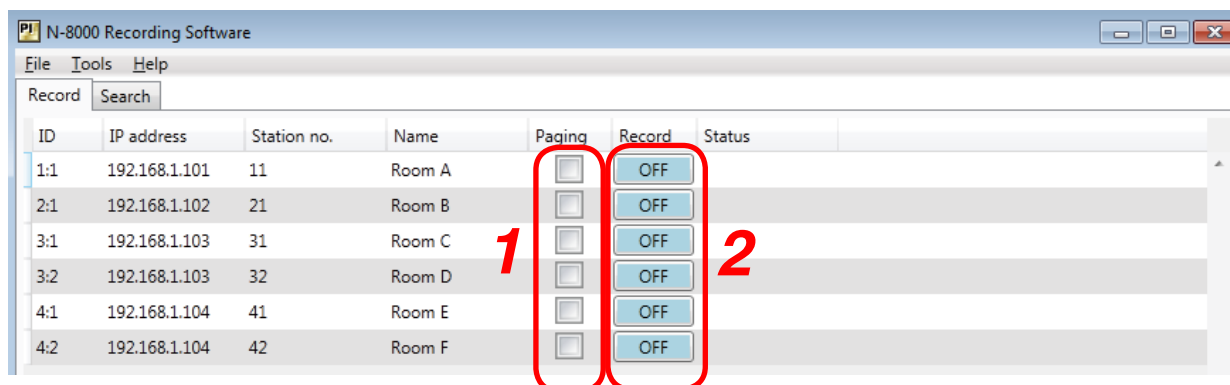 PJ N-8000 Recording Software
File Tools Help
Record Search
ID IP address Station no. Name Paging Record Status
1:1 192.168.1.101 11 Room A OFF
2:1 192.168.1.102 21 Room B OFF
3:1 192.168.1.103 31 Room C OFF
1 2
3:2 192.168.1.103 32 Room D OFF
4:1 192.168.1.104 41 Room E OFF
4:2 192.168.1.104 42 Room F OFF